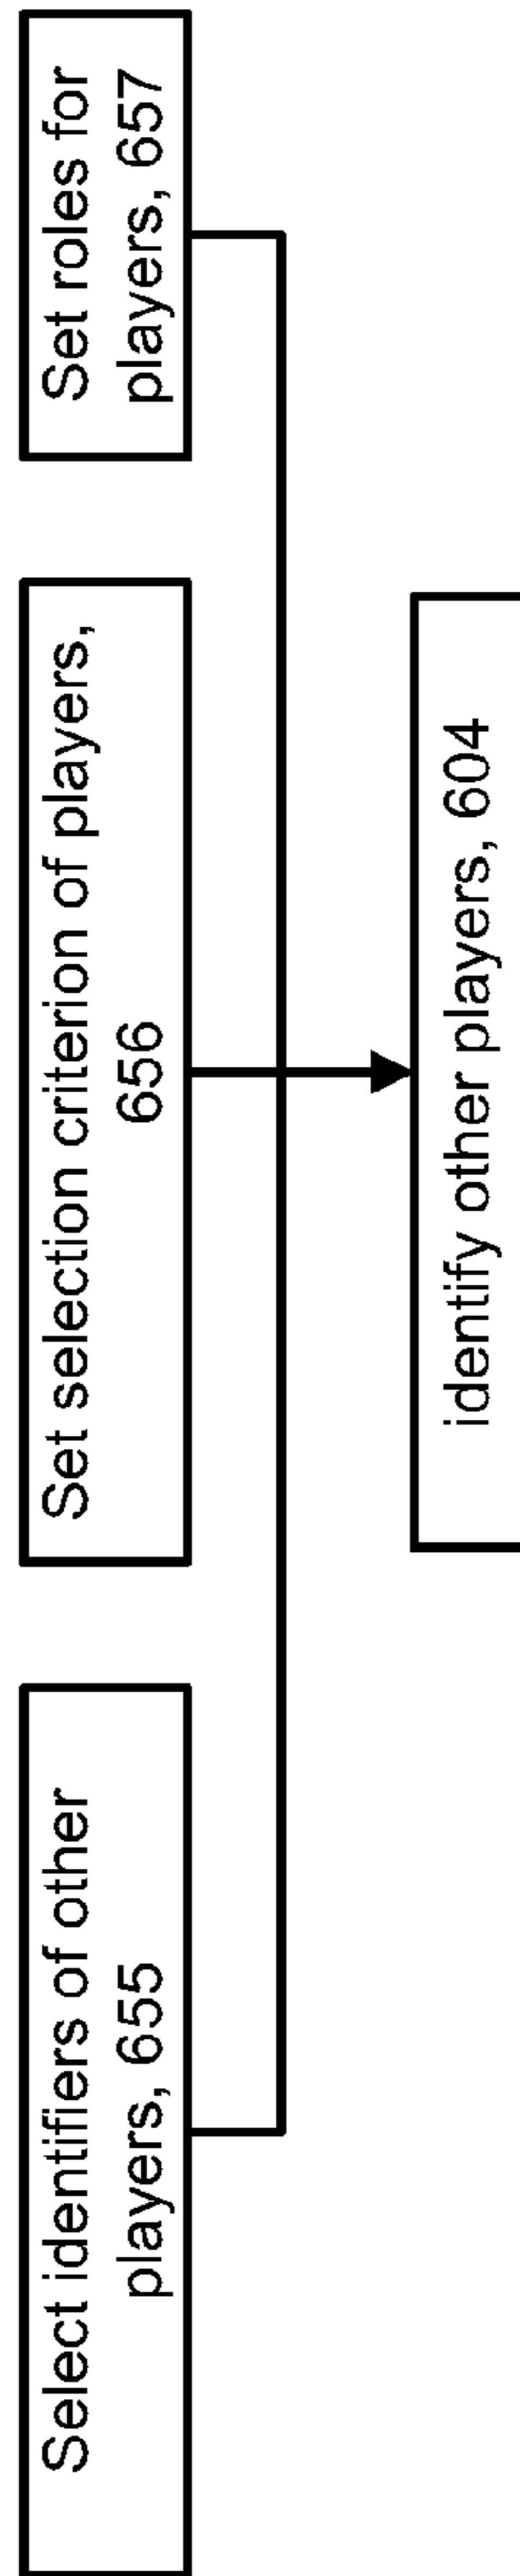 Select identifiers of other
players, 655
Set selection criterion of players,
656
Set roles for
players, 657
identify other players, 604